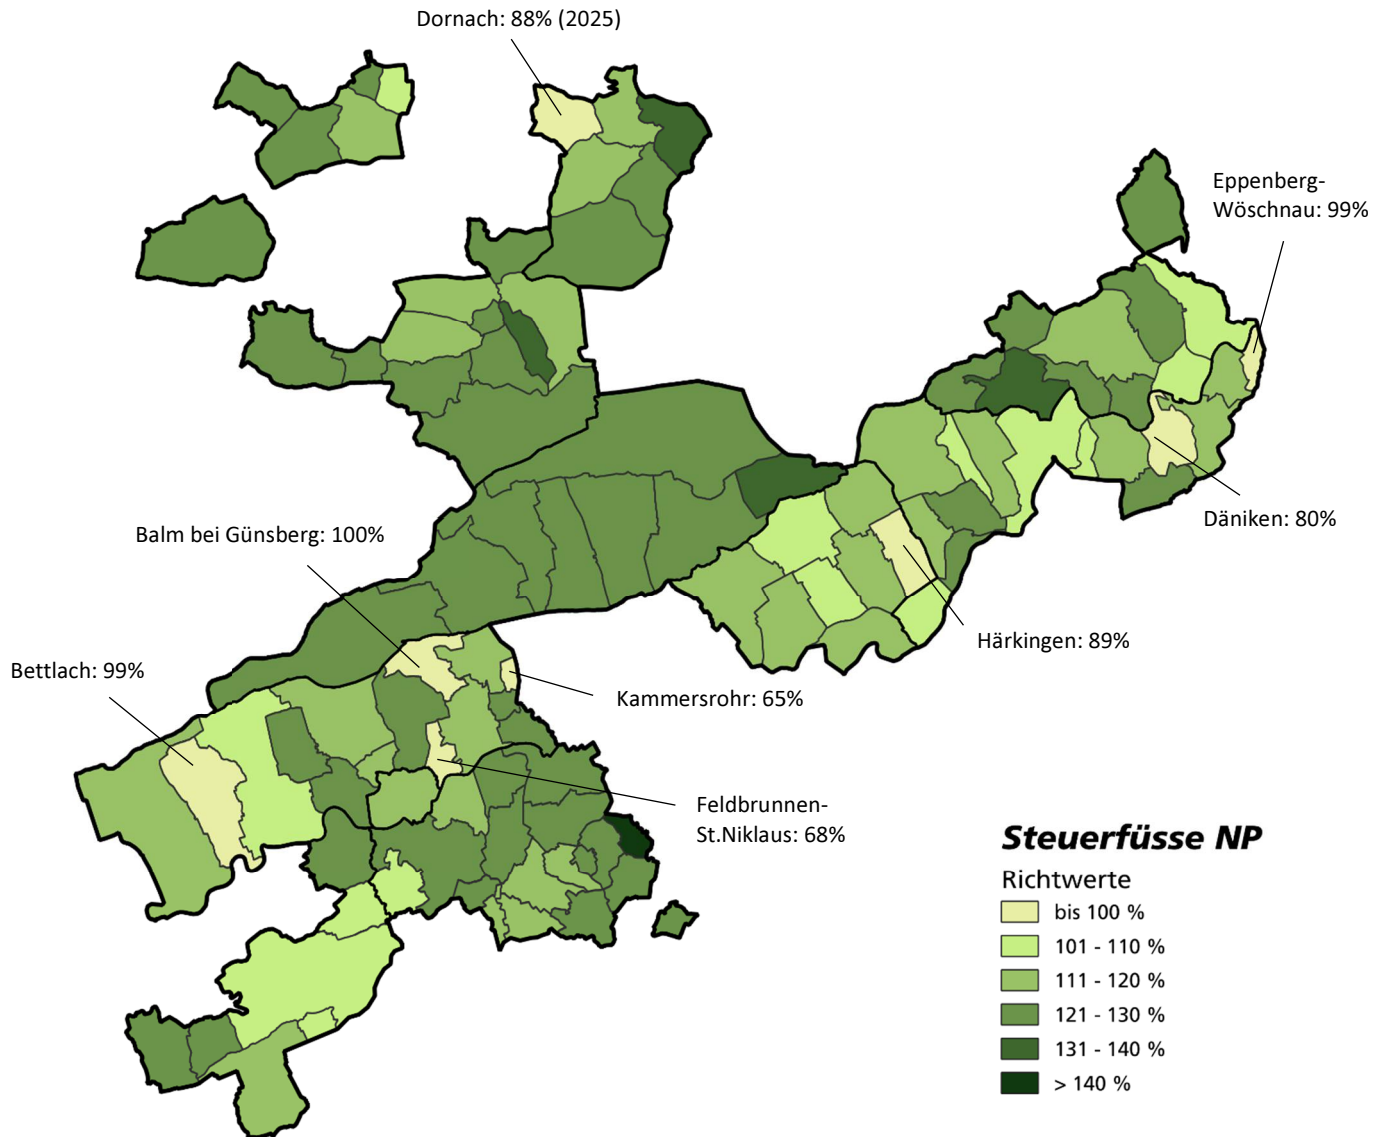 Dornach: 88% (2025)
Eppenberg-
Wöschnau: 99%
Däniken: 80%
Balm bei Günsberg: 100%
Härkingen: 89%
Bettlach: 99%
Kammersrohr: 65%
Feldbrunnen-
St.Niklaus: 68%
Steuerfüsse NP
Richtwerte
bis 100 %
101 - 110 %
111 - 120 %
121 - 130 %
131 - 140 %
> 140 %